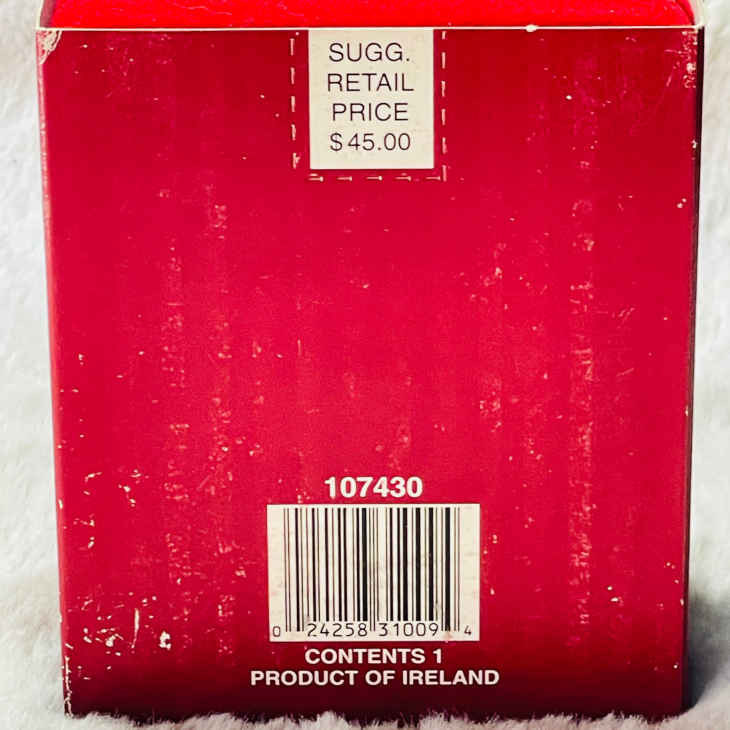 SUGG.
RETAIL
PRICE
$45.00
107430
0 24258 31009 4
CONTENTS 1
PRODUCT OF IRELAND